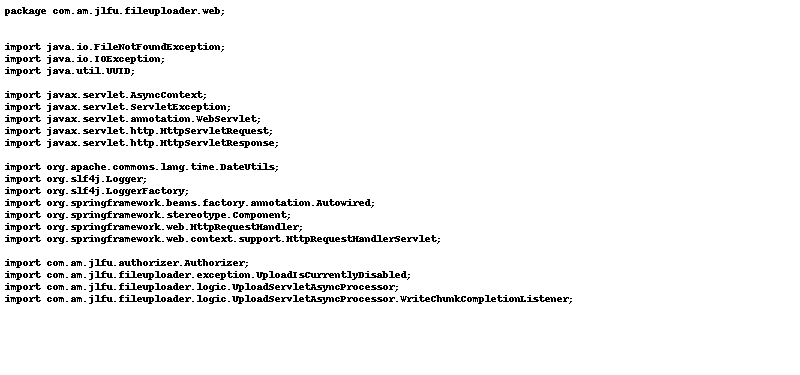 package com.am.jlfu.fileuploader.web;
import java.io.FileNotFoundException;
import java.io.IOException;
import java.util.UUID;
import javax.servlet.AsyncContext;
import javax.servlet.ServletException;
import javax.servlet.annotation.WebServlet;
import javax.servlet.http.HttpServletRequest;
import javax.servlet.http.HttpServletResponse;
import org.apache.commons.lang.time.DateUtils;
import org.slf4j.Logger;
import org.slf4j.LoggerFactory;
import org.springframework.beans.factory.annotation.Autowired;
import org.springframework.stereotype.Component;
import org.springframework.web.HttpRequestHandler;
import org.springframework.web.context.support.HttpRequestHandlerServlet;
import com.am.jlfu.authorizer.Authorizer;
import com.am.jlfu.fileuploader.exception.UploadIsCurrentlyDisabled;
import com.am.jlfu.fileuploader.logic.UploadServletAsyncProcessor;
import com.am.jlfu.fileuploader.logic.UploadServletAsyncProcessor.WriteChunkCompletionListener;